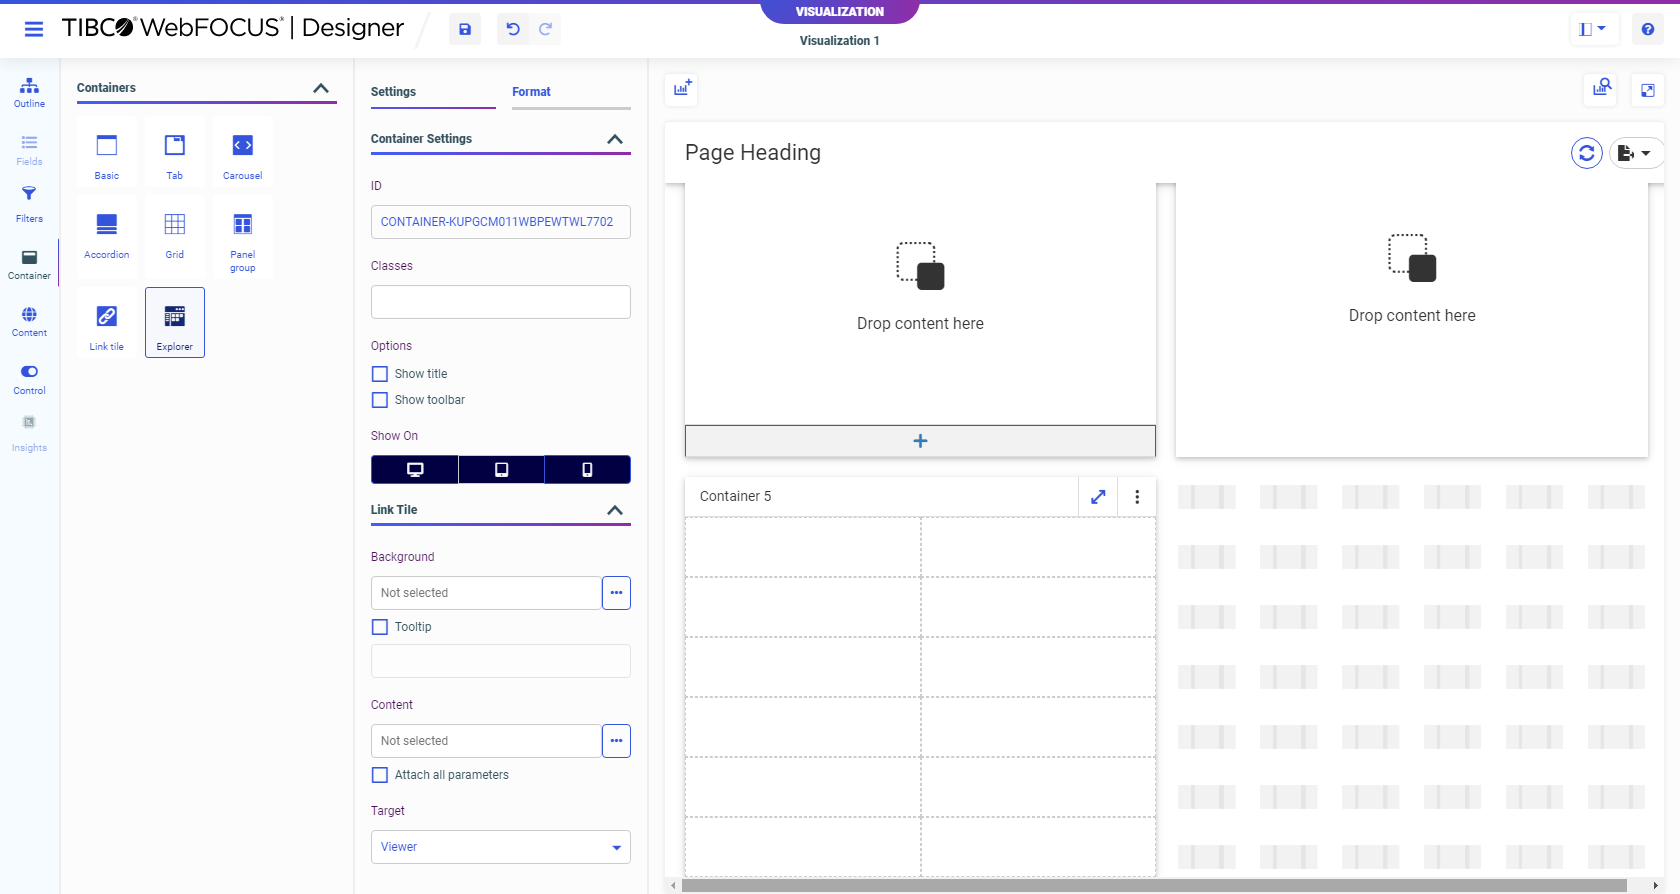 VISUALIZATION
TIBCO® WebFOCUS® | Designer
Visualization 1
Outline
Fields
Filters
Container
Content
Control
Insights
Containers
Basic
Tab
Carousel
Accordion
Grid
Panel
group
Link tile
Explorer
Settings
Format
Container Settings
ID
CONTAINER-KUPGCM011WBPEWTWL7702
Classes
Options
Show title
Show toolbar
Show On
Link Tile
Background
Not selected
Tooltip
Content
Not selected
Attach all parameters
Target
Viewer
Page Heading
Drop content here
Drop content here
Container 5